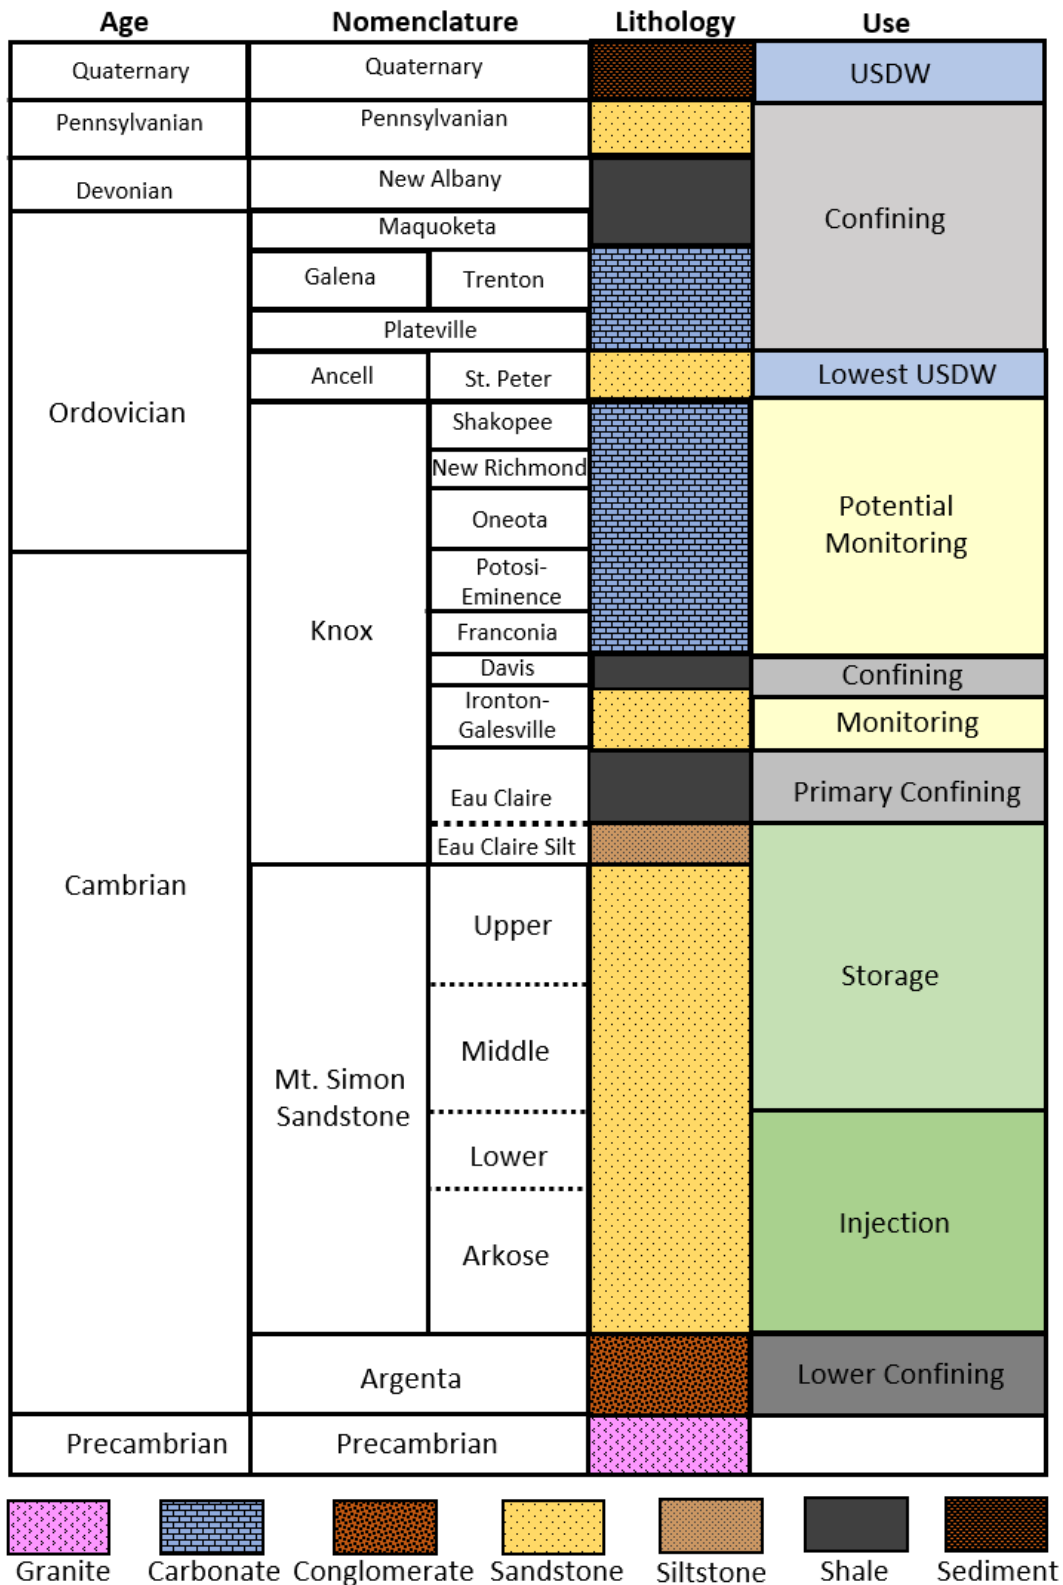 Age Nomenclature Lithology Use
Quaternary Quaternary USDW
Pennsylvanian Pennsylvanian
Devonian New Albany
Confining
Maquoketa
Galena Trenton
Plateville
Ancell St. Peter Lowest USDW
Ordovician
Shakopee
New Richmond
Oneota
Potential
Monitoring
Potosi-
Eminence
Knox
Franconia
Davis Confining
Ironton-
Galesville
Monitoring
Eau Claire Primary Confining
Eau Claire Silt
Cambrian
Upper
Storage
Middle
Mt. Simon
Sandstone
Lower
Injection
Arkose
Argenta Lower Confining
Precambrian Precambrian
Granite Carbonate Conglomerate Sandstone Siltstone Shale Sediment